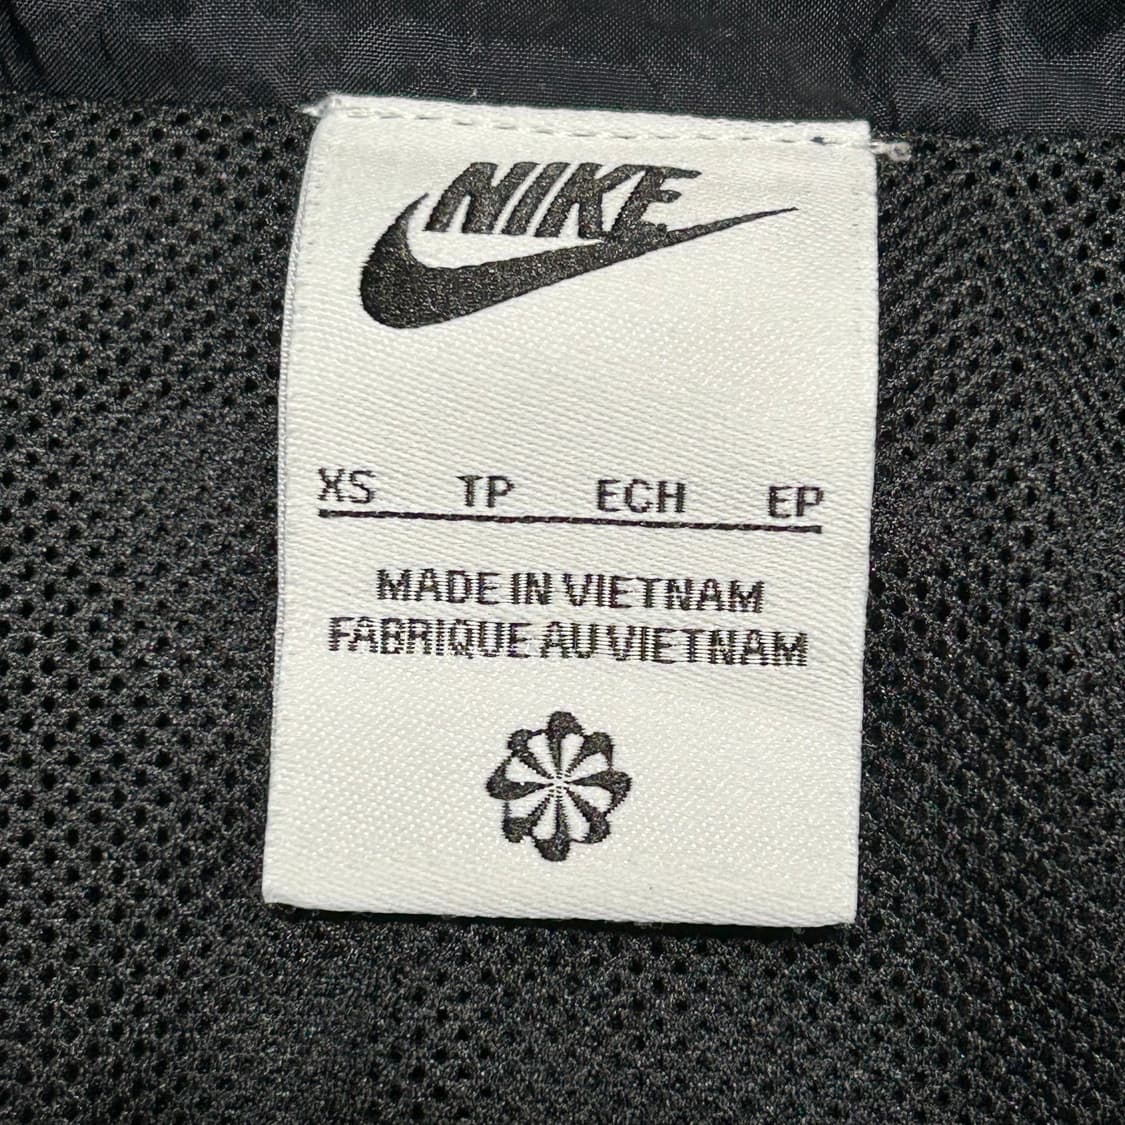 NIKE
XS TP ECH EP
MADE IN VIETNAM
FABRIQUE AU VIETNAM